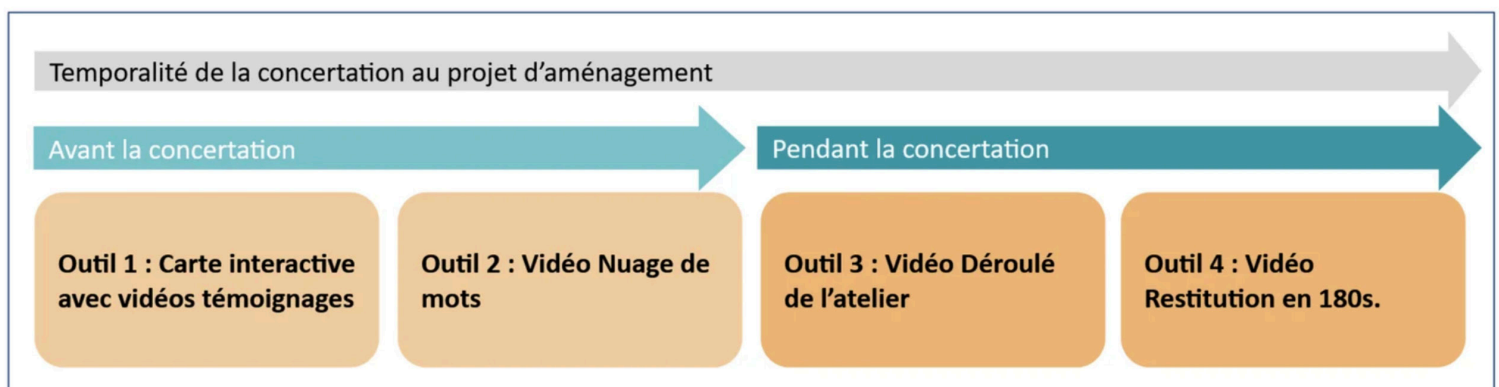 Temporalité de la concertation au projet d'aménagement
Avant la concertation
Pendant la concertation
Outil 1 : Carte interactive
avec vidéos témoignages
Outil 2 : Vidéo Nuage de
mots
Outil 3 : Vidéo Déroulé
de l'atelier
Outil 4 : Vidéo
Restitution en 180s.